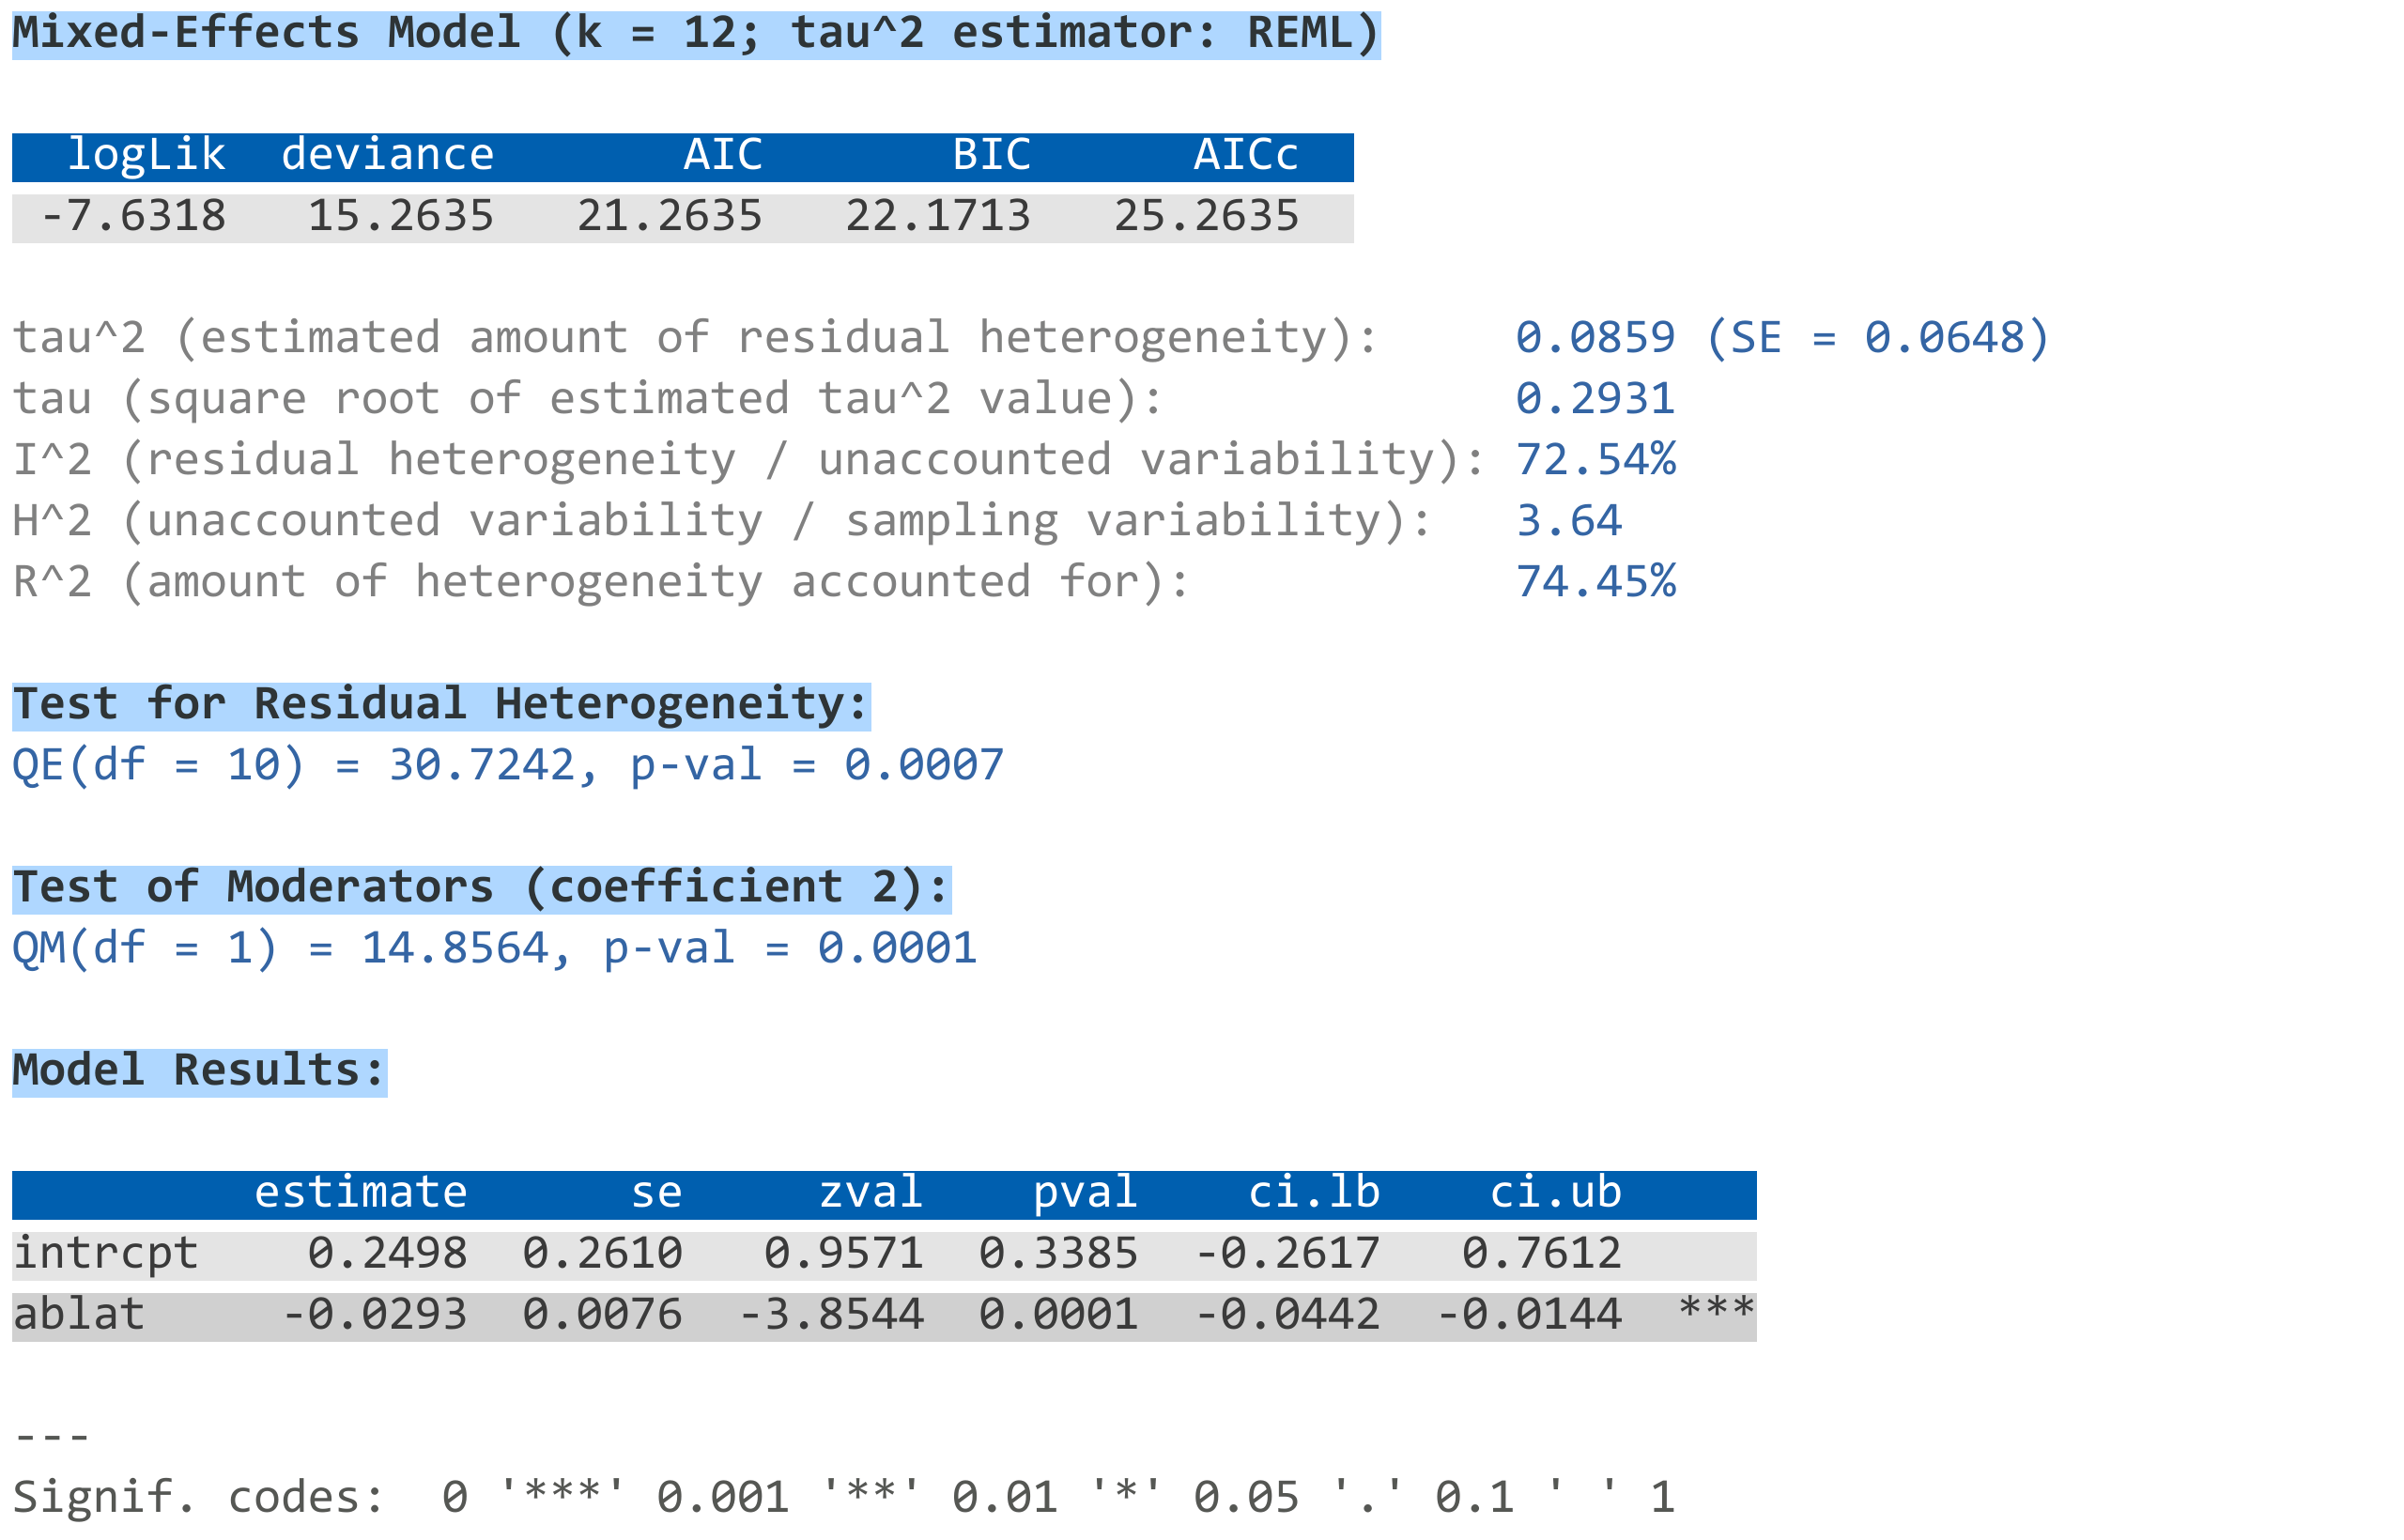 Mixed-Effects Model (k = 12; tau^2 estimator: REML)
logLik deviance AIC BIC AICc
-7.6318 15.2635 21.2635 22.1713 25.2635
tau^2 (estimated amount of residual heterogeneity): 0.0859 (SE = 0.0648)
tau (square root of estimated tau^2 value): 0.2931
I^2 (residual heterogeneity / unaccounted variability): 72.54%
H^2 (unaccounted variability / sampling variability): 3.64
R^2 (amount of heterogeneity accounted for): 74.45%
Test for Residual Heterogeneity:
QE(df = 10) = 30.7242, p-val = 0.0007
Test of Moderators (coefficient 2):
QM(df = 1) = 14.8564, p-val = 0.0001
Model Results:
estimate se zval pval ci.lb ci.ub
intrcpt 0.2498 0.2610 0.9571 0.3385 -0.2617 0.7612
ablat -0.0293 0.0076 -3.8544 0.0001 -0.0442 -0.0144 ***
---
Signif. codes: 0 '***' 0.001 '**' 0.01 '*' 0.05 '.' 0.1 ' ' 1